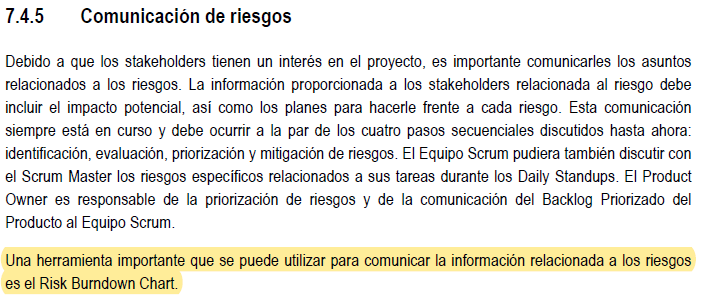 7.4.5 Comunicación de riesgos
Debido a que los stakeholders tienen un interés en el proyecto, es importante comunicarles los asuntos
relacionados a los riesgos. La información proporcionada a los stakeholders relacionada al riesgo debe
incluir el impacto potencial, así como los planes para hacerle frente a cada riesgo. Esta comunicación
siempre está en curso y debe ocurrir a la par de los cuatro pasos secuenciales discutidos hasta ahora:
identificación, evaluación, priorización y mitigación de riesgos. El Equipo Scrum pudiera también discutir con
el Scrum Master los riesgos específicos relacionados a sus tareas durante los Daily Standups. El Product
Owner es responsable de la priorización de riesgos y de la comunicación del Backlog Priorizado del
Producto al Equipo Scrum.
Una herramienta importante que se puede utilizar para comunicar la información relacionada a los riesgos
es el Risk Burndown Chart.